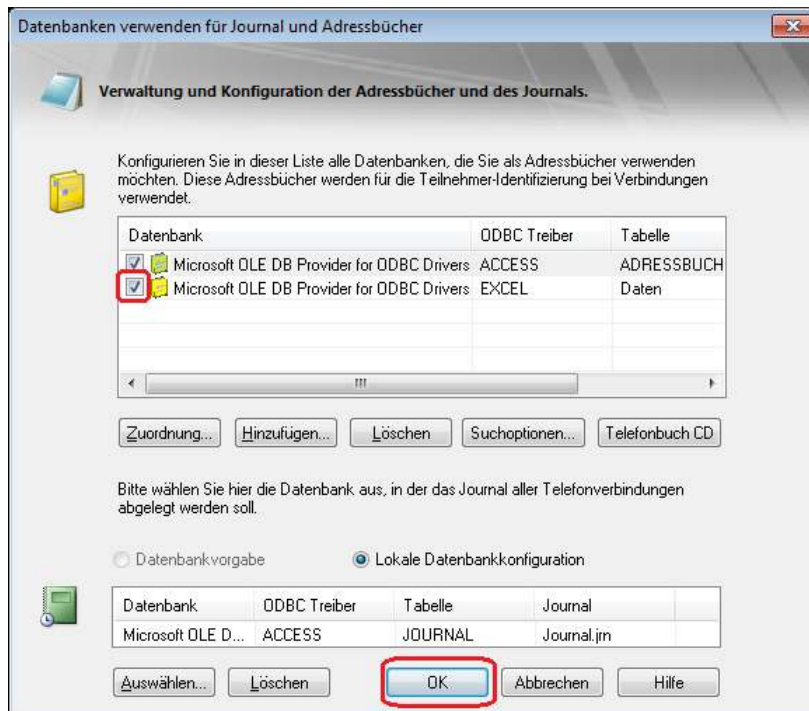 Datenbanken verwenden für Journal und Adressbücher
Verwaltung und Konfiguration der Adressbücher und des Journals.
Konfigurieren Sie in dieser Liste alle Datenbanken, die Sie als Adressbücher verwenden
möchten. Diese Adressbücher werden für die Teilnehmer-Identifizierung bei Verbindungen
verwendet.
Datenbank ODBC Treiber Tabelle
Microsoft OLE DB Provider for ODBC Drivers ACCESS ADRESSBUCH
Microsoft OLE DB Provider for ODBC Drivers EXCEL Daten
Zuordnung... Hinzufügen... Löschen Suchoptionen... Telefonbuch CD
Bitte wählen Sie hier die Datenbank aus, in der das Journal aller Telefonverbindungen
abgelegt werden soll.
Datenbankvorgabe Lokale Datenbankkonfiguration
Datenbank ODBC Treiber Tabelle Journal
Microsoft OLE D... ACCESS JOURNAL Journal.jrn
Auswählen... Löschen OK Abbrechen Hilfe